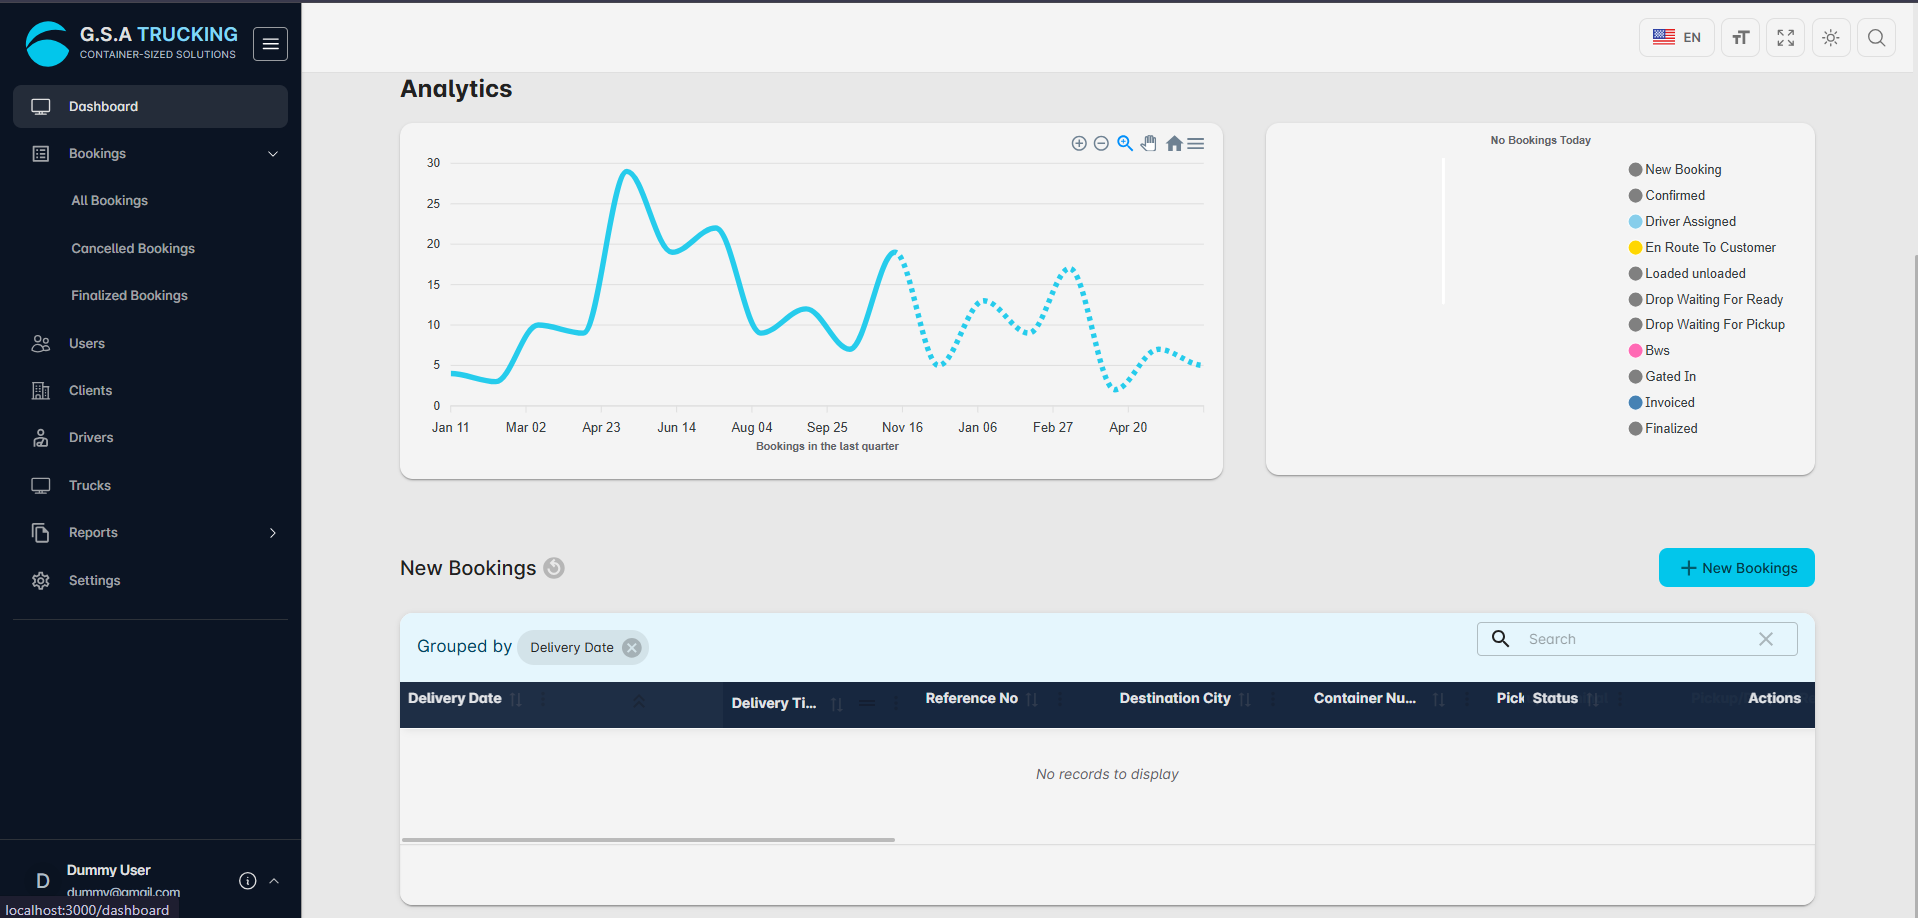 G.S.A TRUCKING
CONTAINER-SIZED SOLUTIONS
Dashboard
Bookings
All Bookings
Cancelled Bookings
Finalized Bookings
Users
Clients
Drivers
Trucks
Reports
Settings
D
Dummy User
dummy@gmail.com
localhost:3000/dashboard
EN
Analytics
30
25
20
15
10
5
0
Jan 11 Mar 02 Apr 23 Jun 14 Aug 04 Sep 25 Nov 16 Jan 06 Feb 27 Apr 20
Bookings in the last quarter
No Bookings Today
New Booking
Confirmed
Driver Assigned
En Route To Customer
Loaded unloaded
Drop Waiting For Ready
Drop Waiting For Pickup
Bws
Gated In
Invoiced
Finalized
New Bookings
New Bookings
Grouped by Delivery Date
Search
Delivery Date Delivery Ti... Reference No Destination City Container Nu... Pick Status Actions
No records to display